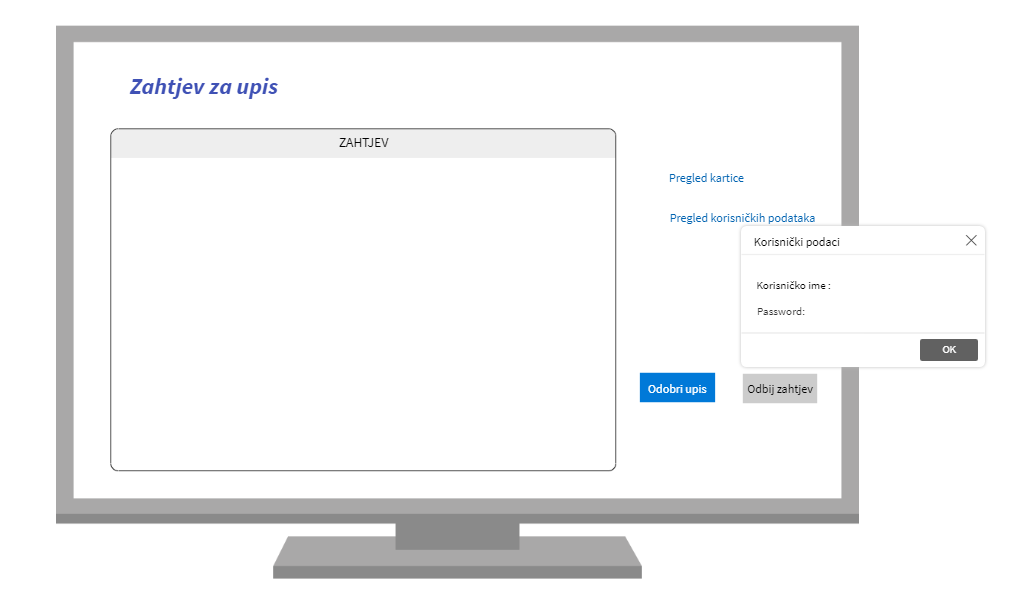 Zahtjev za upis
ZAHTJEV
Pregled kartice
Pregled korisničkih podataka
Korisnički podaci
Korisničko ime :
Password:
OK
Odobri upis
Odbij zahtjev